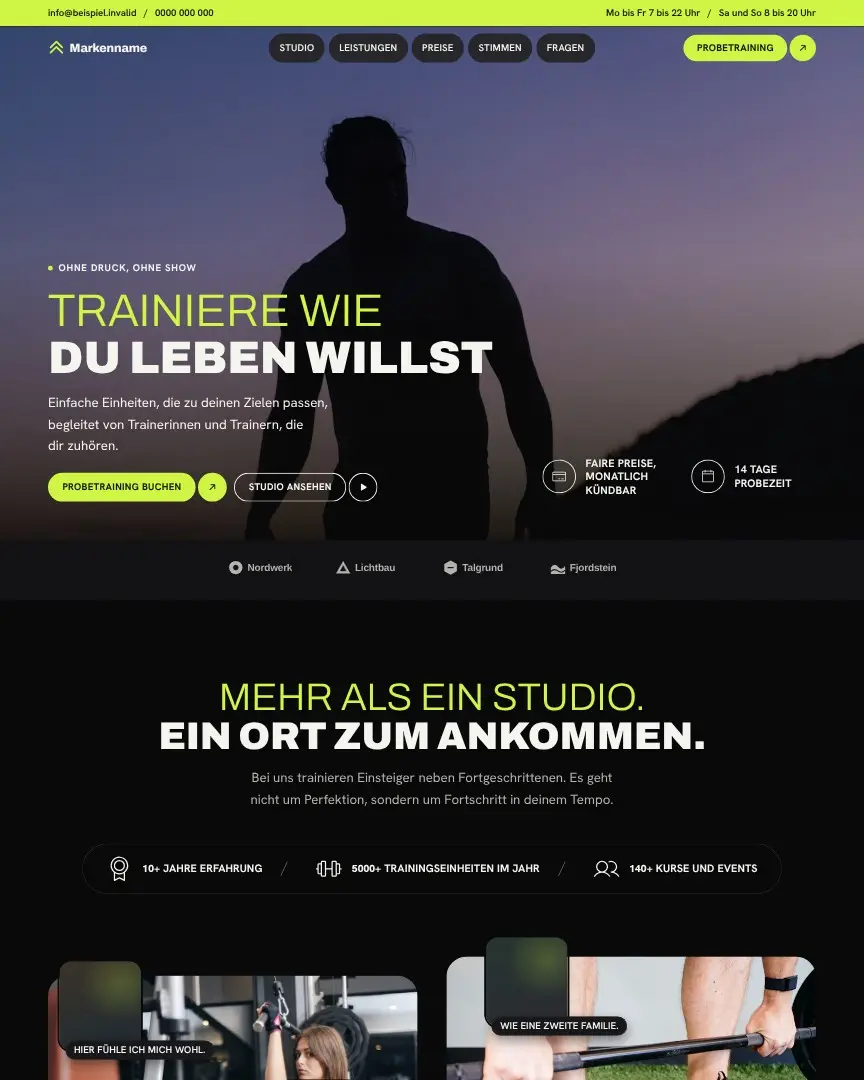 info@beispiel.invalid / 0000 000 000
Mo bis Fr 7 bis 22 Uhr / Sa und So 8 bis 20 Uhr
Markenname
STUDIO
LEISTUNGEN
PREISE
STIMMEN
FRAGEN
PROBETRAINING
OHNE DRUCK, OHNE SHOW
TRAINIERE WIE
DU LEBEN WILLST
Einfache Einheiten, die zu deinen Zielen passen,
begleitet von Trainerinnen und Trainern, die
dir zuhören.
PROBETRAINING BUCHEN
STUDIO ANSEHEN
FAIRE PREISE,
MONATLICH
KÜNDBAR
14 TAGE
PROBEZEIT
Nordwerk
Lichtbau
Talgrund
Fjordstein
MEHR ALS EIN STUDIO.
EIN ORT ZUM ANKOMMEN.
Bei uns trainieren Einsteiger neben Fortgeschrittenen. Es geht
nicht um Perfektion, sondern um Fortschritt in deinem Tempo.
10+ JAHRE ERFAHRUNG / 5000+ TRAININGSEINHEITEN IM JAHR / 140+ KURSE UND EVENTS
HIER FÜHLE ICH MICH WOHL.
WIE EINE ZWEITE FAMILIE.